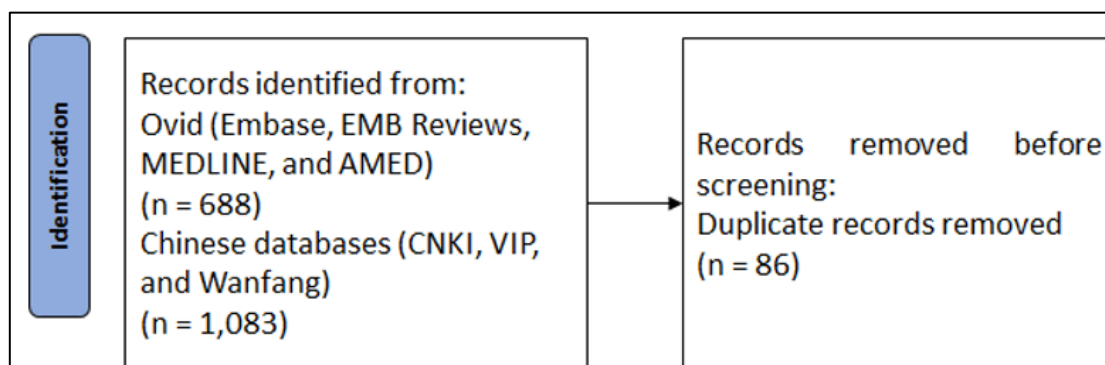 Identification
Records identified from:
Ovid (Embase, EMB Reviews,
MEDLINE, and AMED)
(n = 688)
Chinese databases (CNKI, VIP,
and Wanfang)
(n = 1,083)
Records removed before
screening:
Duplicate records removed
(n = 86)